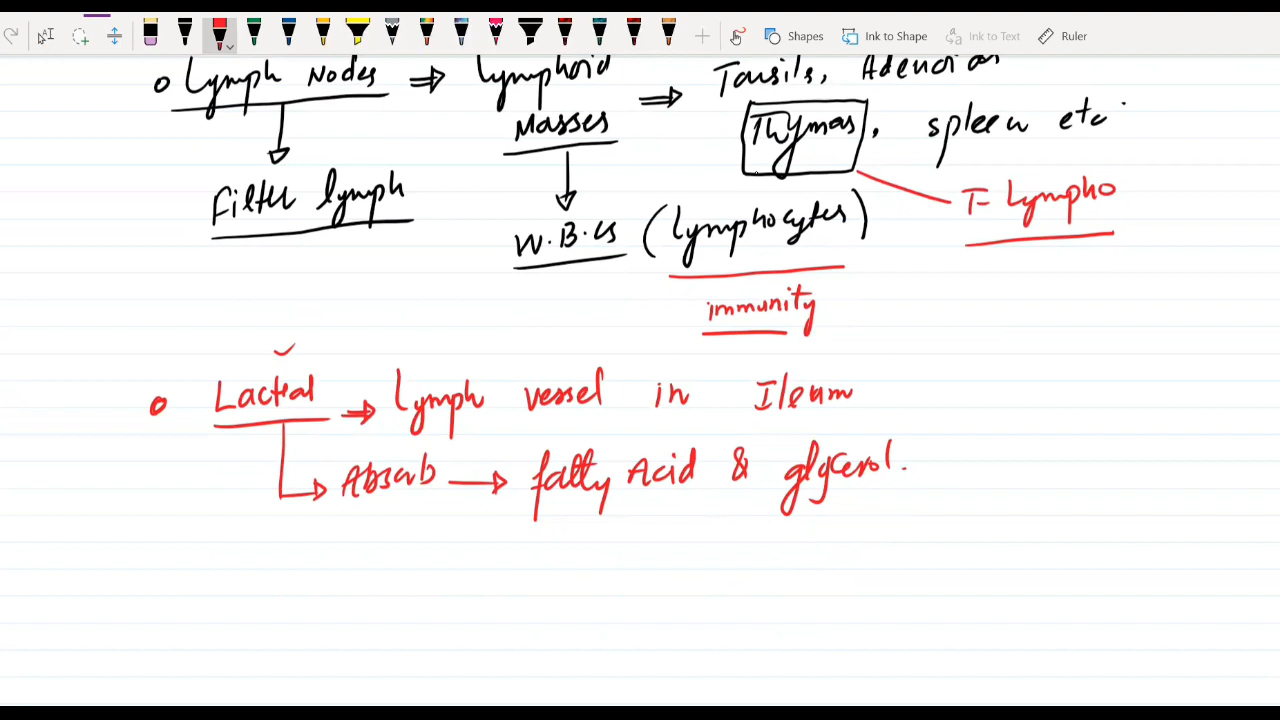 Shapes Ink to Shape Ink to Text Ruler
Lymph Nodes ⇒ lymphoid ⇒ Tonsils, Adenoids
Masses Thymas, spleen etc.
Filter lymph T- Lympho
W.B.Cs (lymphocytes)
immunity
Lacteal → lymph vessel in Ileum
Absorb → fatty Acid & glycerol.